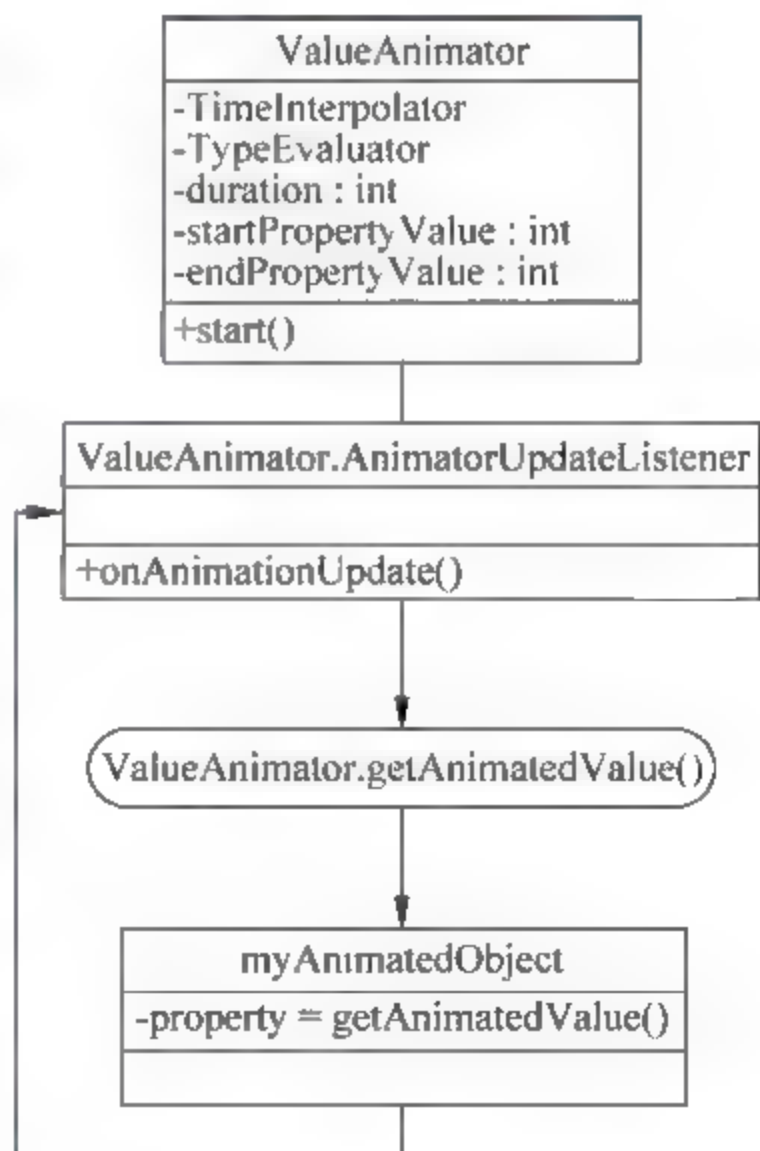 ValueAnimator
-TimeInterpolator
-TypeEvaluator
-duration : int
-startPropertyValue : int
-endPropertyValue : int
+start()
ValueAnimator.AnimatorUpdateListener
+onAnimationUpdate()
ValueAnimator.getAnimatedValue()
myAnimatedObject
-property = getAnimatedValue()